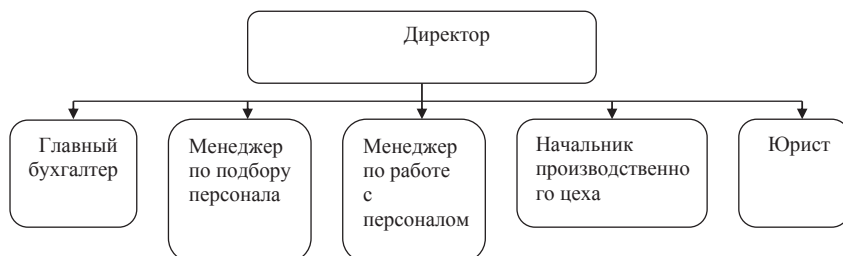 Директор
Главный
бухгалтер
Менеджер
по подбору
персонала
Менеджер
по работе
с
персоналом
Начальник
производственно
го цеха
Юрист